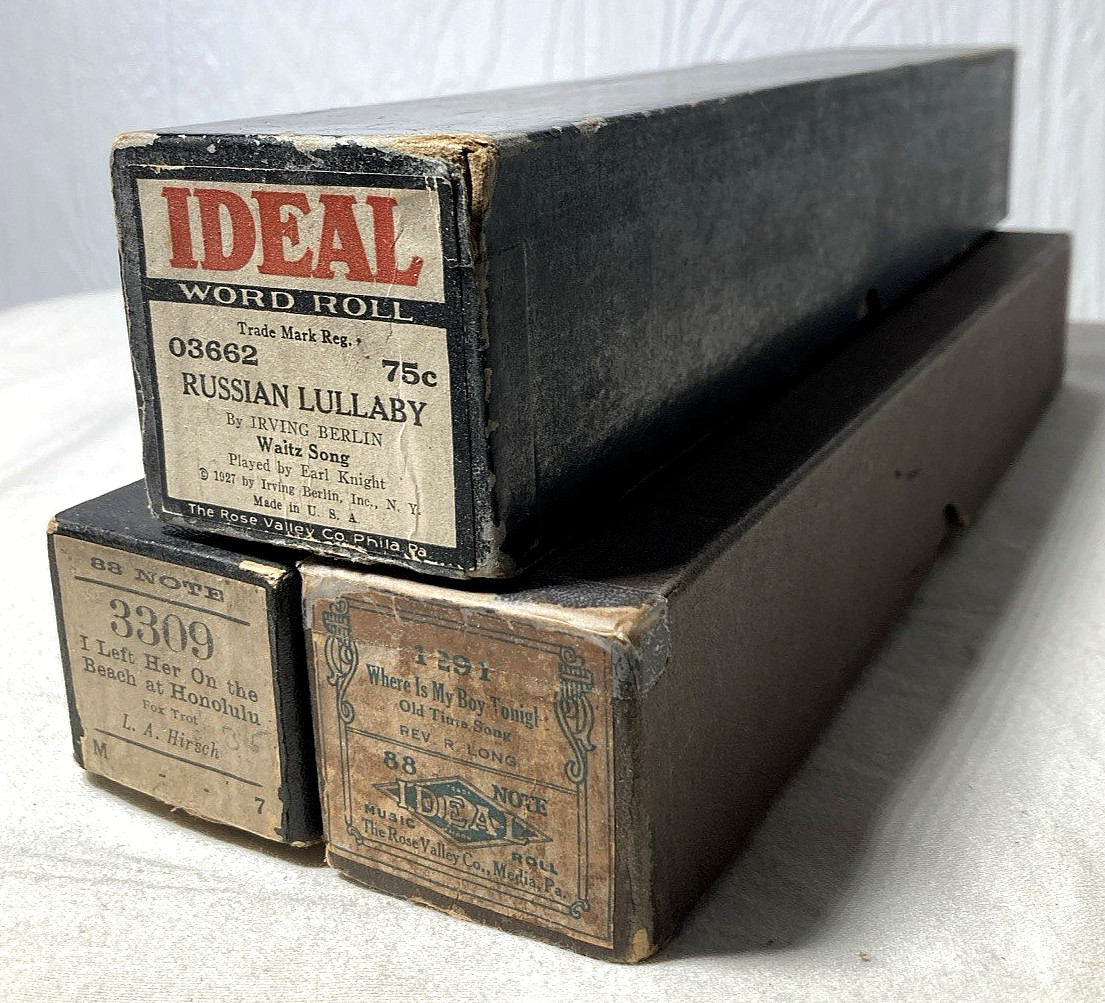 IDEAL
WORD ROLL
Trade Mark Reg.
03662 75c
RUSSIAN LULLABY
By IRVING BERLIN
Waltz Song
Played by Earl Knight
© 1927 by Irving Berlin, Inc., N. Y.
Made in U. S. A
The Rose Valley Co. Phila. Pa.
88 NOTE
3309
I Left Her On the
Beach at Honolulu
Fox Trot
L. A. Hirsch
M
7
1291
Where Is My Boy Tonigh
Old Time Song
REV. R. LONG
88 NOTE
IDEAL
MUSIC ROLL
The Rose Valley Co., Media, Pa.